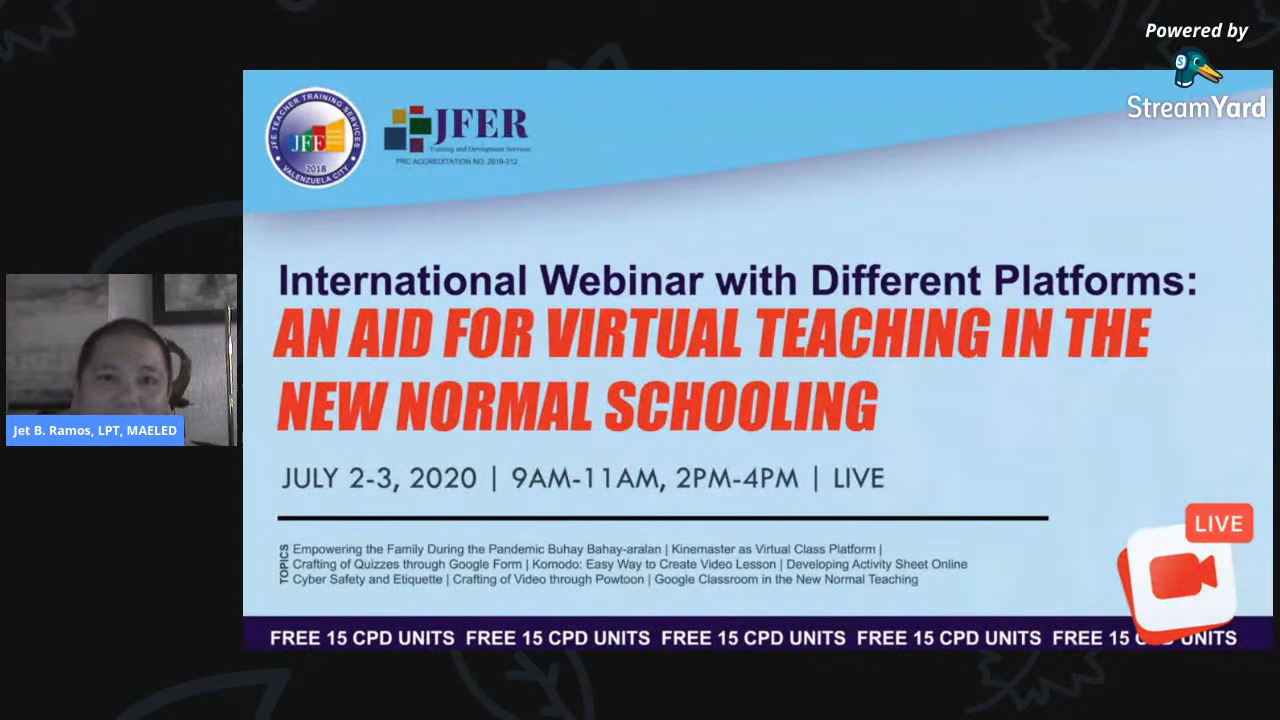 Powered by
StreamYard
JFE TEACHER TRAINING SERVICES
JFE
2018
VALENZUELA CITY
JFER
Training and Development Services
PRC ACCREDITATION NO. 2019-312
International Webinar with Different Platforms:
AN AID FOR VIRTUAL TEACHING IN THE
NEW NORMAL SCHOOLING
Jet B. Ramos, LPT, MAELED
JULY 2-3, 2020 | 9AM-11AM, 2PM-4PM | LIVE
LIVE
TOPICS
Empowering the Family During the Pandemic Buhay Bahay-aralan | Kinemaster as Virtual Class Platform |
Crafting of Quizzes through Google Form | Komodo: Easy Way to Create Video Lesson | Developing Activity Sheet Online
Cyber Safety and Etiquette | Crafting of Video through Powtoon | Google Classroom in the New Normal Teaching
FREE 15 CPD UNITS FREE 15 CPD UNITS FREE 15 CPD UNITS FREE 15 CPD UNITS FREE 15 CPD UNITS